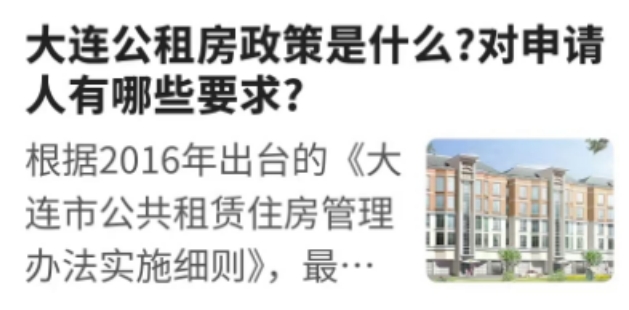 大连公租房政策是什么?对申请
人有哪些要求?
根据2016年出台的《大
连市公共租赁住房管理
办法实施细则》，最…